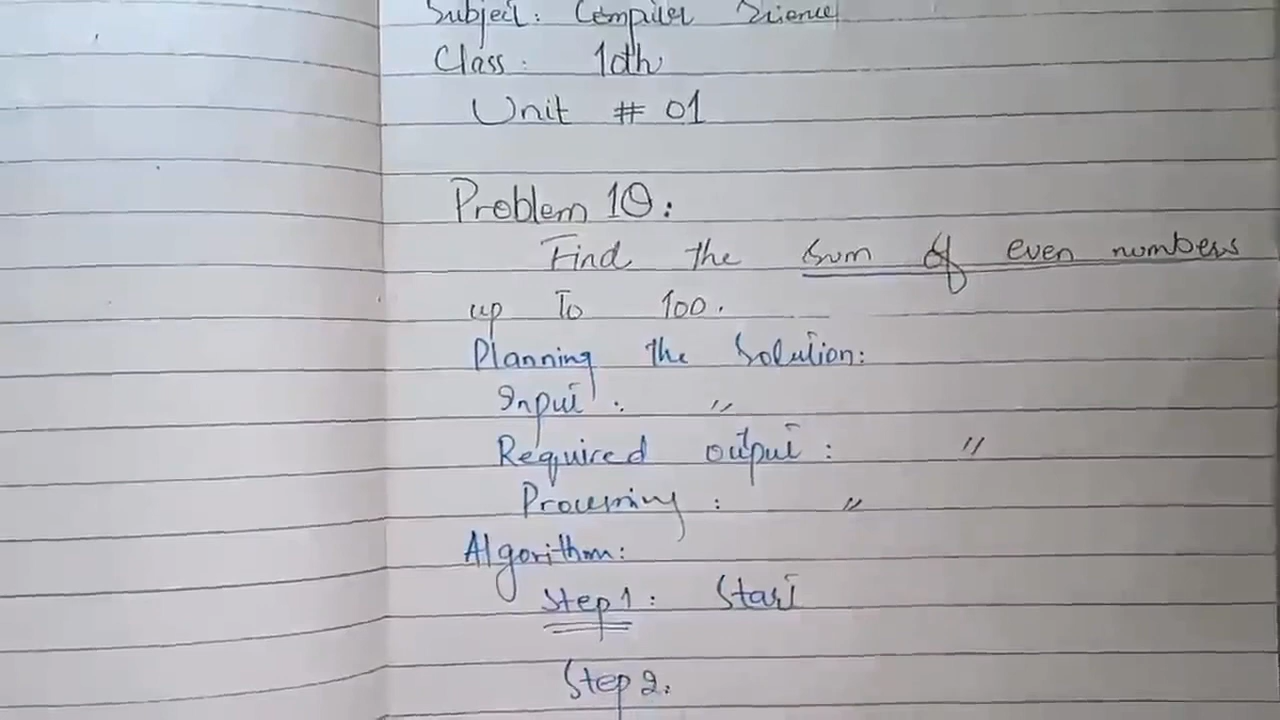 Subject: Computer Science
Class: 10th
Unit # 01
Problem 10:
Find the sum of even numbers
up To 100.
Planning the Solution:
Input: "
Required output: "
Processing: "
Algorithm:
Step 1: Start
Step 2: